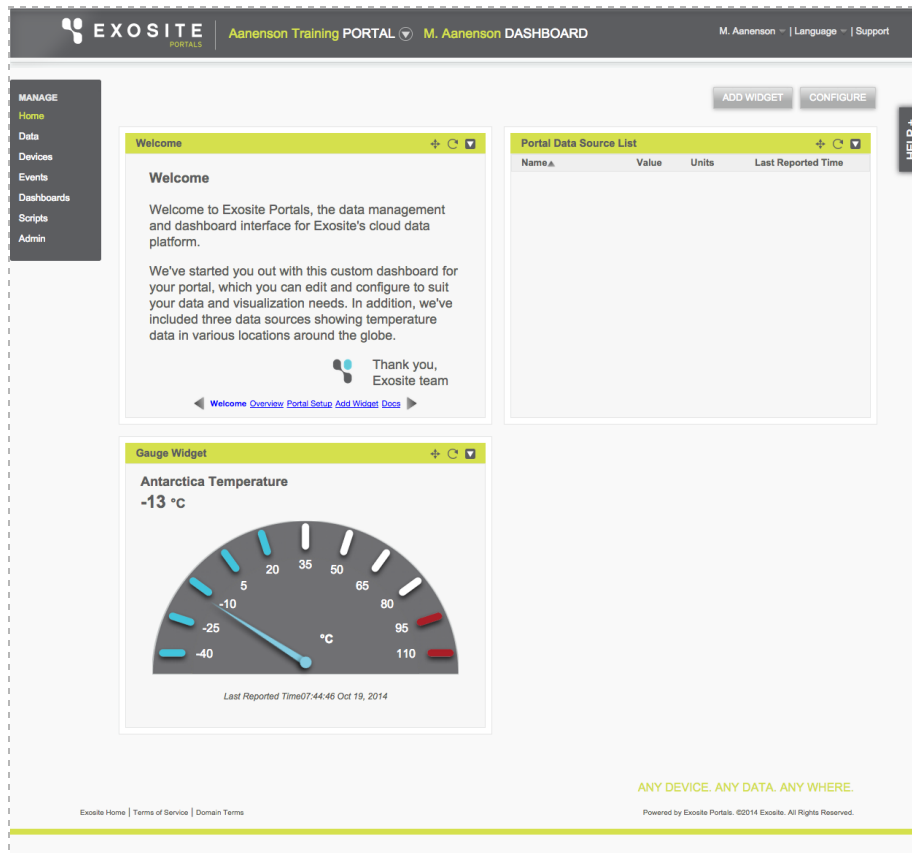 EXOSITE
PORTALS
Aanenson Training PORTAL M. Aanenson DASHBOARD
M. Aanenson | Language | Support
MANAGE
Home
Data
Devices
Events
Dashboards
Scripts
Admin
ADD WIDGET CONFIGURE
HELP +
Welcome
Welcome
Welcome to Exosite Portals, the data management
and dashboard interface for Exosite's cloud data
platform.
We've started you out with this custom dashboard for
your portal, which you can edit and configure to suit
your data and visualization needs. In addition, we've
included three data sources showing temperature
data in various locations around the globe.
Thank you,
Exosite team
Welcome Overview Portal Setup Add Widget Docs
Portal Data Source List
Name Value Units Last Reported Time
Gauge Widget
Antarctica Temperature
-13 °C
-40
-25
-10
5
20
35
50
65
80
95
110
°C
Last Reported Time07:44:46 Oct 19, 2014
ANY DEVICE. ANY DATA. ANY WHERE.
Exosite Home | Terms of Service | Domain Terms
Powered by Exosite Portals. ©2014 Exosite. All Rights Reserved.